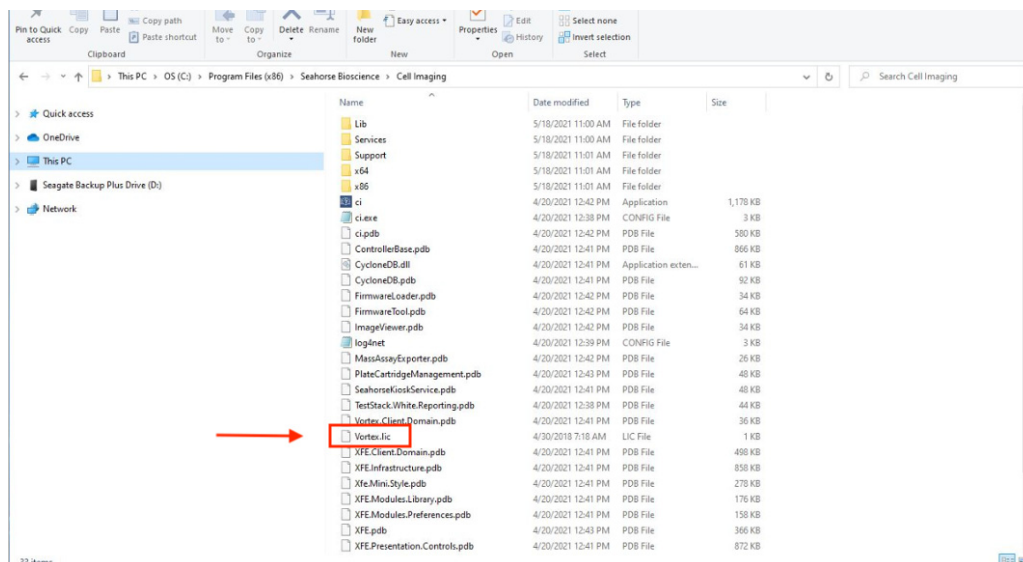 Pin to Quick access
Copy
Paste
Copy path
Paste shortcut
Move to
Copy to
Delete
Rename
New folder
Easy access
Properties
Edit
History
Select none
Invert selection
Clipboard
Organize
New
Open
Select
This PC > OS (C:) > Program Files (x86) > Seahorse Bioscience > Cell Imaging
Search Cell Imaging
Quick access
OneDrive
This PC
Seagate Backup Plus Drive (D:)
Network
Name Date modified Type Size
Lib 5/18/2021 11:00 AM File folder
Services 5/18/2021 11:00 AM File folder
Support 5/18/2021 11:01 AM File folder
x64 5/18/2021 11:01 AM File folder
x86 5/18/2021 11:01 AM File folder
ci 4/20/2021 12:42 PM Application 1,178 KB
ci.exe 4/20/2021 12:38 PM CONFIG File 3 KB
ci.pdb 4/20/2021 12:42 PM PDB File 580 KB
ControllerBase.pdb 4/20/2021 12:41 PM PDB File 866 KB
CycloneDB.dll 4/20/2021 12:41 PM Application exten... 61 KB
CycloneDB.pdb 4/20/2021 12:41 PM PDB File 92 KB
FirmwareLoader.pdb 4/20/2021 12:42 PM PDB File 34 KB
FirmwareTool.pdb 4/20/2021 12:42 PM PDB File 64 KB
ImageViewer.pdb 4/20/2021 12:42 PM PDB File 34 KB
log4net 4/20/2021 12:39 PM CONFIG File 3 KB
MassAssayExporter.pdb 4/20/2021 12:42 PM PDB File 26 KB
PlateCartridgeManagement.pdb 4/20/2021 12:43 PM PDB File 48 KB
SeahorseKioskService.pdb 4/20/2021 12:41 PM PDB File 48 KB
TestStack.White.Reporting.pdb 4/20/2021 12:38 PM PDB File 44 KB
Vortex.Client.Domain.pdb 4/20/2021 12:41 PM PDB File 36 KB
Vortex.lic 4/30/2018 7:18 AM LIC File 1 KB
XFE.Client.Domain.pdb 4/20/2021 12:41 PM PDB File 498 KB
XFE.Infrastructure.pdb 4/20/2021 12:41 PM PDB File 858 KB
Xfe.Mini.Style.pdb 4/20/2021 12:41 PM PDB File 278 KB
XFE.Modules.Library.pdb 4/20/2021 12:41 PM PDB File 176 KB
XFE.Modules.Preferences.pdb 4/20/2021 12:41 PM PDB File 158 KB
XFE.pdb 4/20/2021 12:43 PM PDB File 366 KB
XFE.Presentation.Controls.pdb 4/20/2021 12:41 PM PDB File 872 KB
items